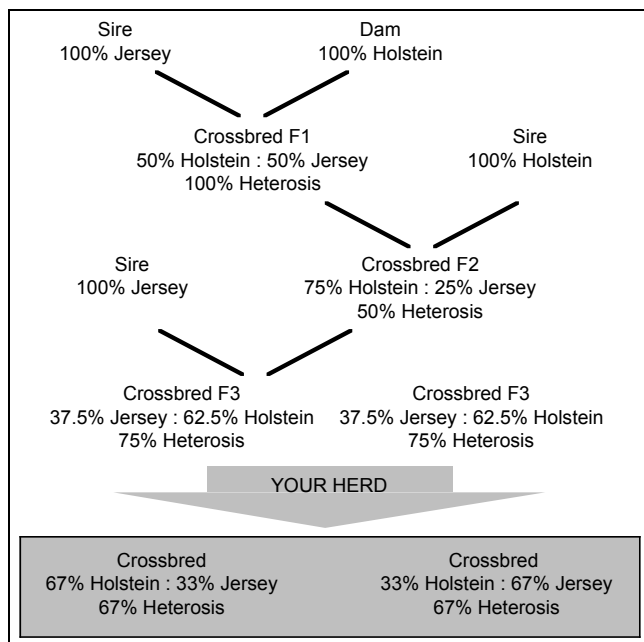 Sire
100% Jersey
Dam
100% Holstein
Crossbred F1
50% Holstein : 50% Jersey
100% Heterosis
Sire
100% Holstein
Sire
100% Jersey
Crossbred F2
75% Holstein : 25% Jersey
50% Heterosis
Crossbred F3
37.5% Jersey : 62.5% Holstein
75% Heterosis
Crossbred F3
37.5% Jersey : 62.5% Holstein
75% Heterosis
YOUR HERD
Crossbred
67% Holstein : 33% Jersey
67% Heterosis
Crossbred
33% Holstein : 67% Jersey
67% Heterosis